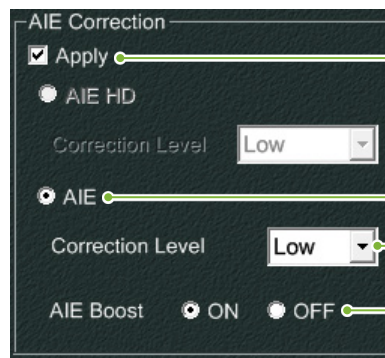 AIE Correction
Apply
AIE HD
Correction Level Low
AIE
Correction Level Low
AIE Boost ON OFF